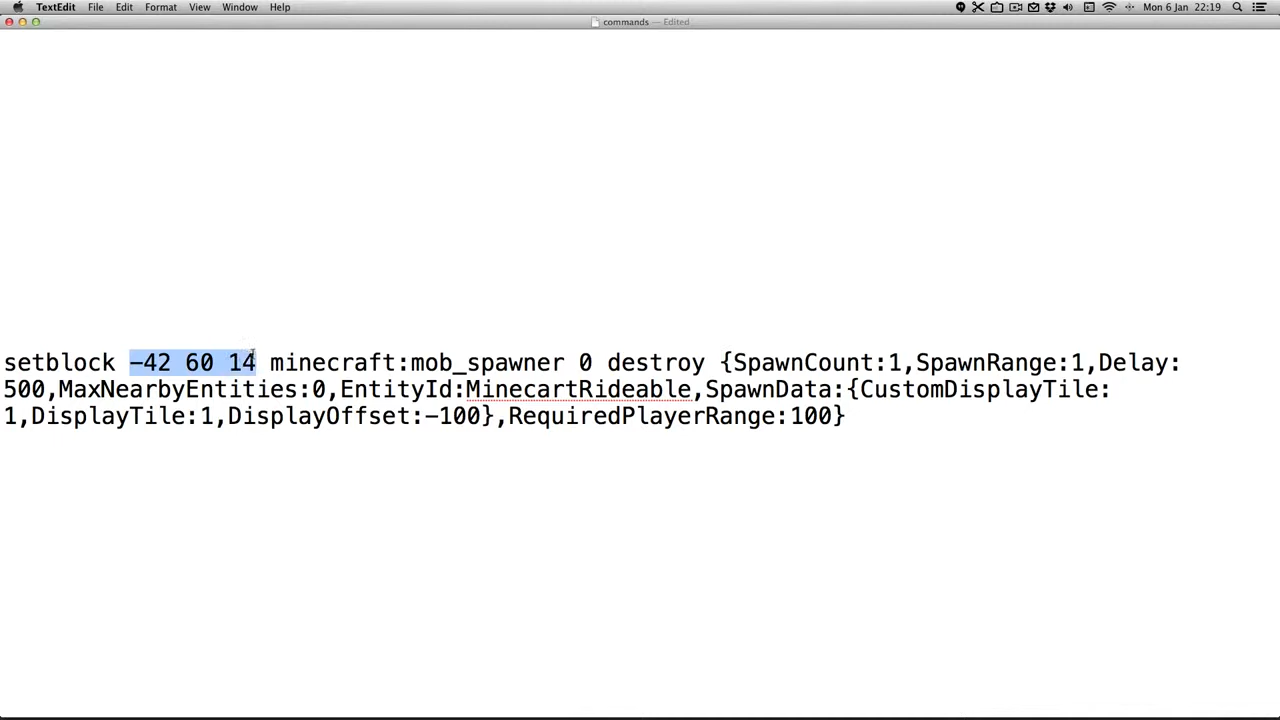 TextEdit File Edit Format View Window Help Mon 6 Jan 22:19
commands — Edited
setblock -42 60 14 minecraft:mob_spawner 0 destroy {SpawnCount:1,SpawnRange:1,Delay:
500,MaxNearbyEntities:0,EntityId:MinecartRideable,SpawnData:{CustomDisplayTile:
1,DisplayTile:1,DisplayOffset:-100},RequiredPlayerRange:100}